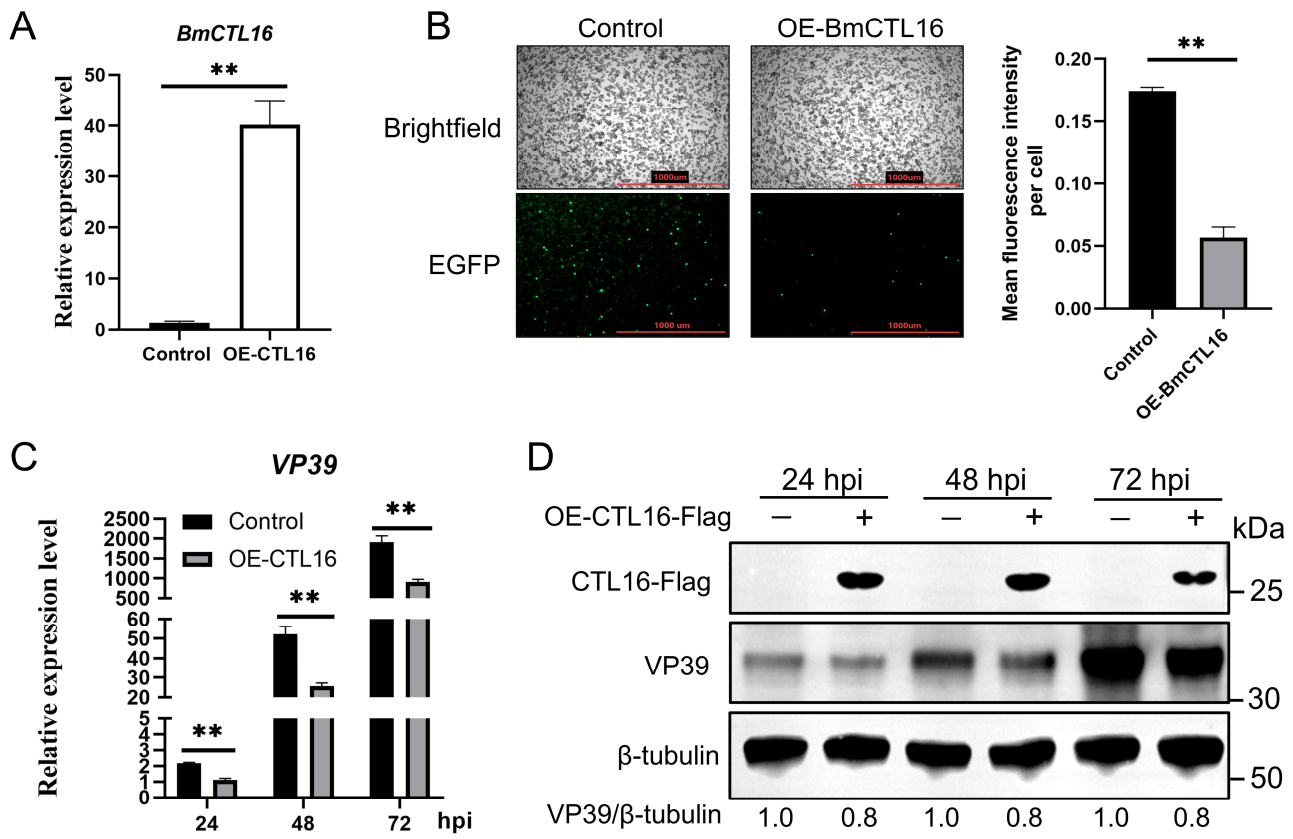 A
BmCTL16
**
Relative expression level
50
40
30
20
10
0
Control OE-CTL16
B
Control OE-BmCTL16
Brightfield
1000um
1000um
EGFP
1000 um
1000um
**
Mean fluorescence intensity
per cell
0.20
0.15
0.10
0.05
0.00
Control
OE-BmCTL16
C
VP39
Relative expression level
Control
OE-CTL16
2500
2000
1500
1000
500
60
50
40
30
20
5
4
3
2
1
0
**
**
**
24 48 72 hpi
D
24 hpi 48 hpi 72 hpi
OE-CTL16-Flag − + − + − +
kDa
CTL16-Flag
25
VP39
30
β-tubulin
50
VP39/β-tubulin 1.0 0.8 1.0 0.8 1.0 0.8